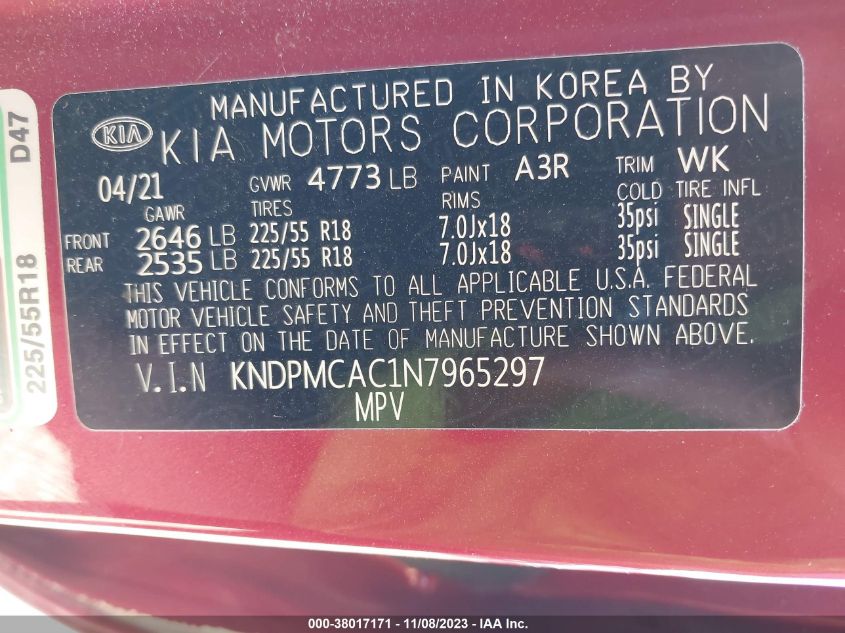 MANUFACTURED IN KOREA BY
KIA KIA MOTORS CORPORATION
04/21 GVWR 4773 LB PAINT A3R TRIM WK
GAWR TIRES RIMS COLD TIRE INFL
FRONT 2646 LB 225/55 R18 7.0Jx18 35psi SINGLE
REAR 2535 LB 225/55 R18 7.0Jx18 35psi SINGLE
THIS VEHICLE CONFORMS TO ALL APPLICABLE U.S.A. FEDERAL
MOTOR VEHICLE SAFETY AND THEFT PREVENTION STANDARDS
IN EFFECT ON THE DATE OF MANUFACTURE SHOWN ABOVE.
V.I.N KNDPMCAC1N7965297
MPV
225/55R18 D47
000-38017171 - 11/08/2023 - IAA Inc.